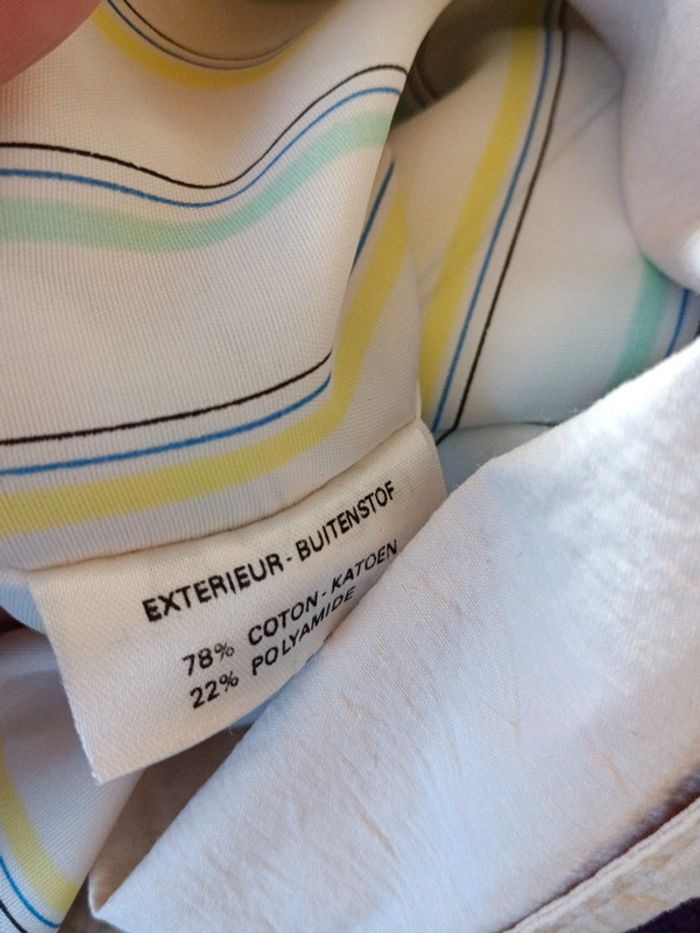 EXTERIEUR - BUITENSTOF
78% COTON - KATOEN
22% POLYAMIDE